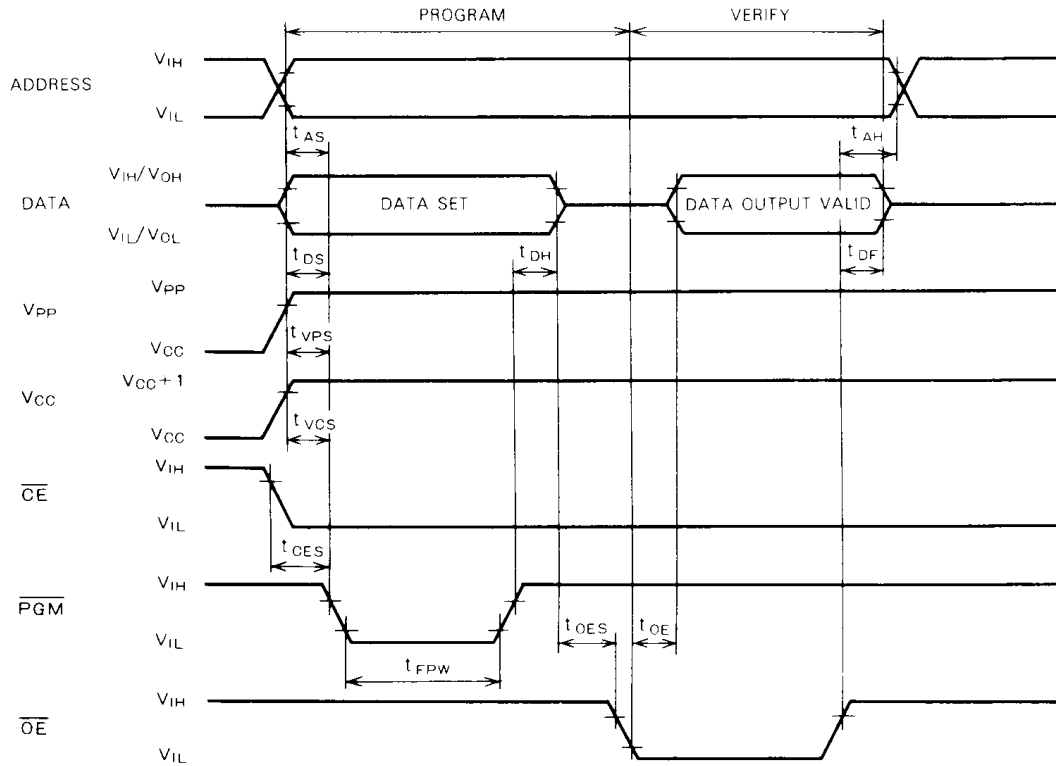 PROGRAM VERIFY
VIH
ADDRESS
VIL
tAS tAH
VIH/VOH
DATA DATA SET DATA OUTPUT VALID
VIL/VOL
tDS tDH tDF
VPP
VPP
tVPS
VCC
VCC+1
VCC
tVCS
VCC
VIH
CE
VIL
tCES
VIH
PGM
VIL
tOES tOE
tFPW
VIH
OE
VIL